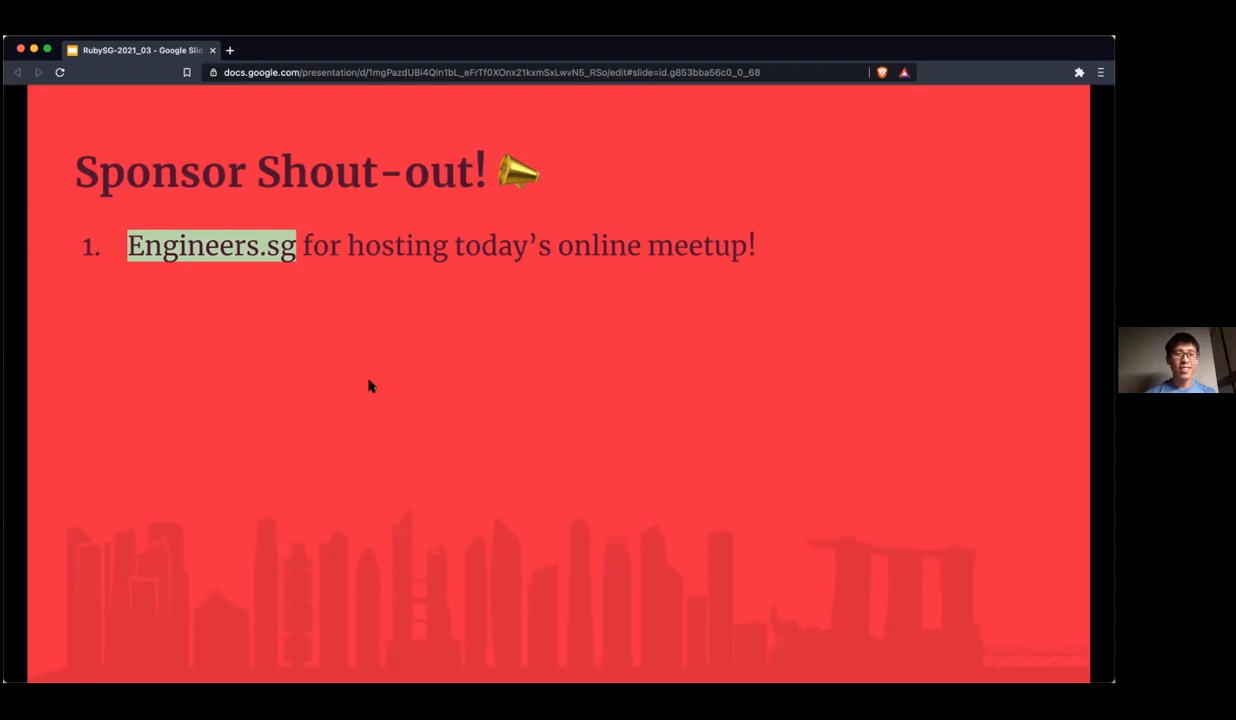 RubySG-2021_03 - Google Slid
docs.google.com/presentation/d/1mgPazdUBi4Qin1bL_eFrTf0XOnx21kxmSxLwvN5_RSo/edit#slide=id.g853bba56c0_0_68
Sponsor Shout-out!
1. Engineers.sg for hosting today’s online meetup!